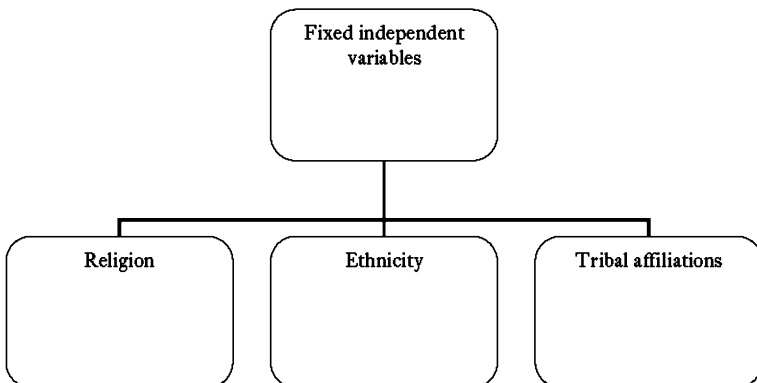 Fixed independent
variables
Religion
Ethnicity
Tribal affiliations